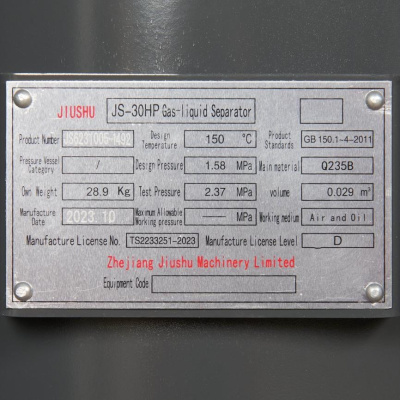 JIUSHU JS-30HP Gas-liquid Separator
Product Number Design Temperature 150 °C Product Standards GB 150.1-4-2011
Pressure Vessel Category / Design Pressure 1.58 MPa Main material Q235B
Own Weight 28.9 Kg Test Pressure 2.37 MPa volume 0.029 m³
Manufacture Date 2023.10 Maximum Allowable Working pressure —— MPa Working medium Air and Oil
Manufacture License No. TS2233251-2023 Manufacture License Level D
Zhejiang Jiushu Machinery Limited
Equipment Code